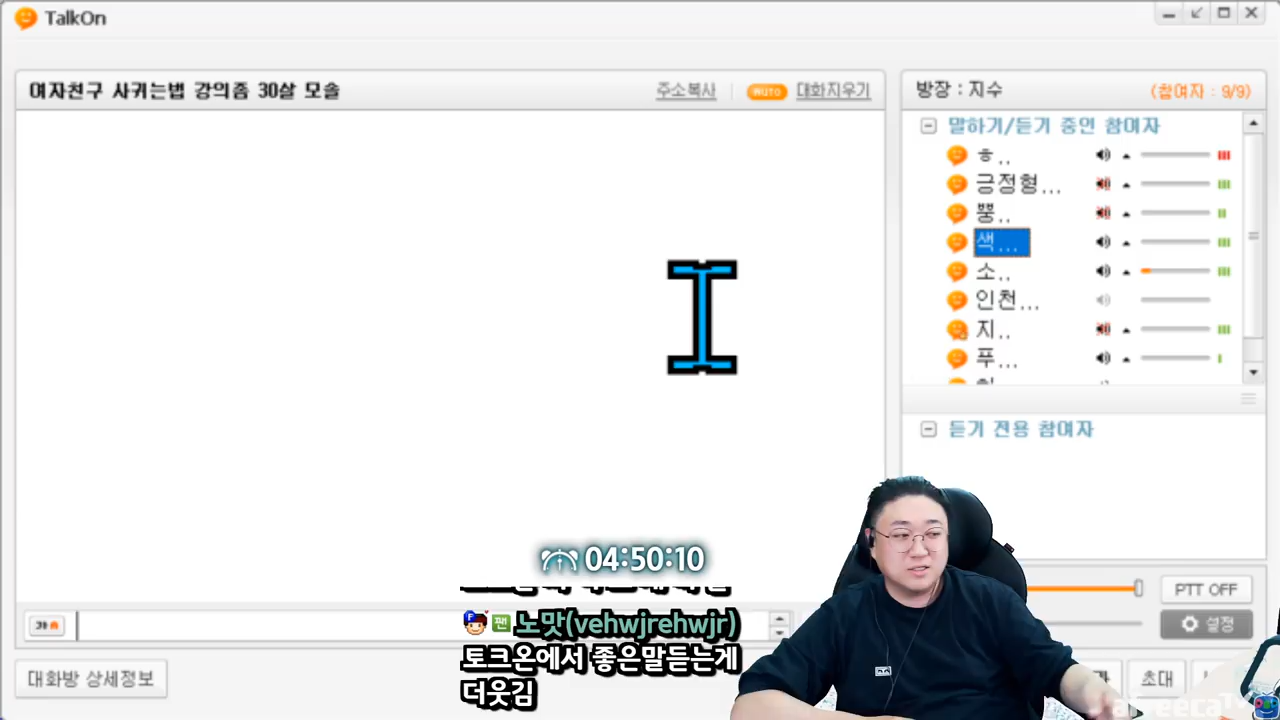 TalkOn
여자친구 사귀는법 강의좀 30살 모솔
주소복사
AUTO
대화지우기
방장 : 지수
(참여자 : 9/9)
말하기/듣기 중인 참여자
ㅎ..
긍정형...
뿡..
색...
소..
인천...
지..
푸...
듣기 전용 참여자
04:50:10
팬 노맛(vehwjrehwjr)
토크온에서 좋은말듣는게
더웃김
PTT OFF
설정
대화방 상세정보
초대
afreecaTV